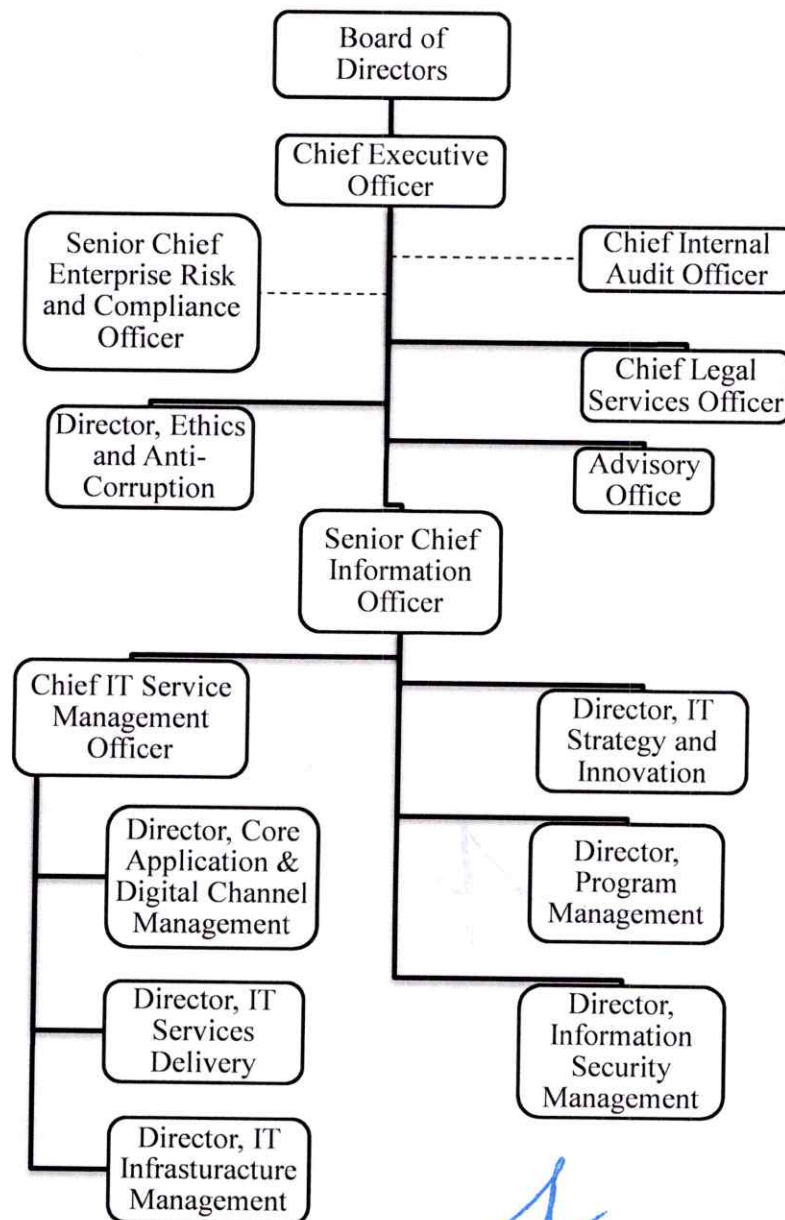 Board of
Directors
Chief Executive
Officer
Senior Chief
Enterprise Risk
and Compliance
Officer
Chief Internal
Audit Officer
Chief Legal
Services Officer
Director, Ethics
and Anti-
Corruption
Advisory
Office
Senior Chief
Information
Officer
Chief IT Service
Management
Officer
Director, IT
Strategy and
Innovation
Director, Core
Application &
Digital Channel
Management
Director,
Program
Management
Director, IT
Services
Delivery
Director,
Information
Security
Management
Director, IT
Infrasturacture
Management